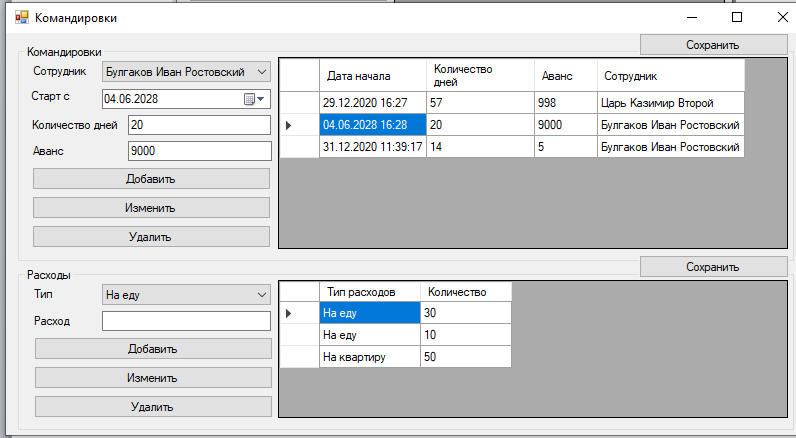 Командировки
Командировки
Сохранить
Сотрудник Булгаков Иван Ростовский
Старт с 04.06.2028
Количество дней 20
Аванс 9000
Добавить
Изменить
Удалить
Дата начала Количество дней Аванс Сотрудник
29.12.2020 16:27 57 998 Царь Казимир Второй
04.06.2028 16:28 20 9000 Булгаков Иван Ростовский
31.12.2020 11:39:17 14 5 Булгаков Иван Ростовский
Сохранить
Расходы
Тип На еду
Расход
Добавить
Изменить
Удалить
Тип расходов Количество
На еду 30
На еду 10
На квартиру 50